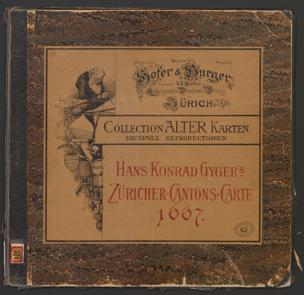 Hofer & Burger
ZÜRICH
COLLECTION ALTER KARTEN
FACSIMILE REPRODUCTIONEN
HANS KONRAD GYGER'S
ZÜRICHER-CANTONS-CARTE
1667.